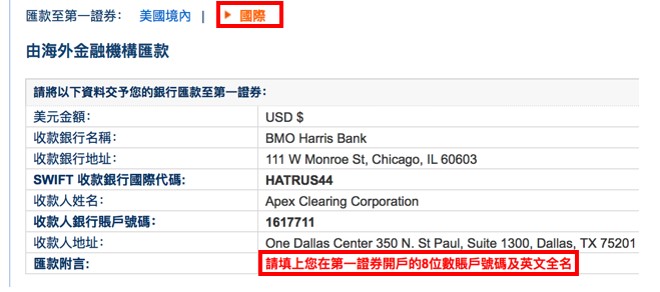 匯款至第一證券： 美國境內 | ▶ 國際
由海外金融機構匯款
請將以下資料交予您的銀行匯款至第一證券：
美元金額： USD $
收款銀行名稱： BMO Harris Bank
收款銀行地址： 111 W Monroe St, Chicago, IL 60603
SWIFT 收款銀行國際代碼： HATRUS44
收款人姓名： Apex Clearing Corporation
收款人銀行賬戶號碼： 1617711
收款人地址： One Dallas Center 350 N. St Paul, Suite 1300, Dallas, TX 75201
匯款附言： 請填上您在第一證券開戶的8位數賬戶號碼及英文全名